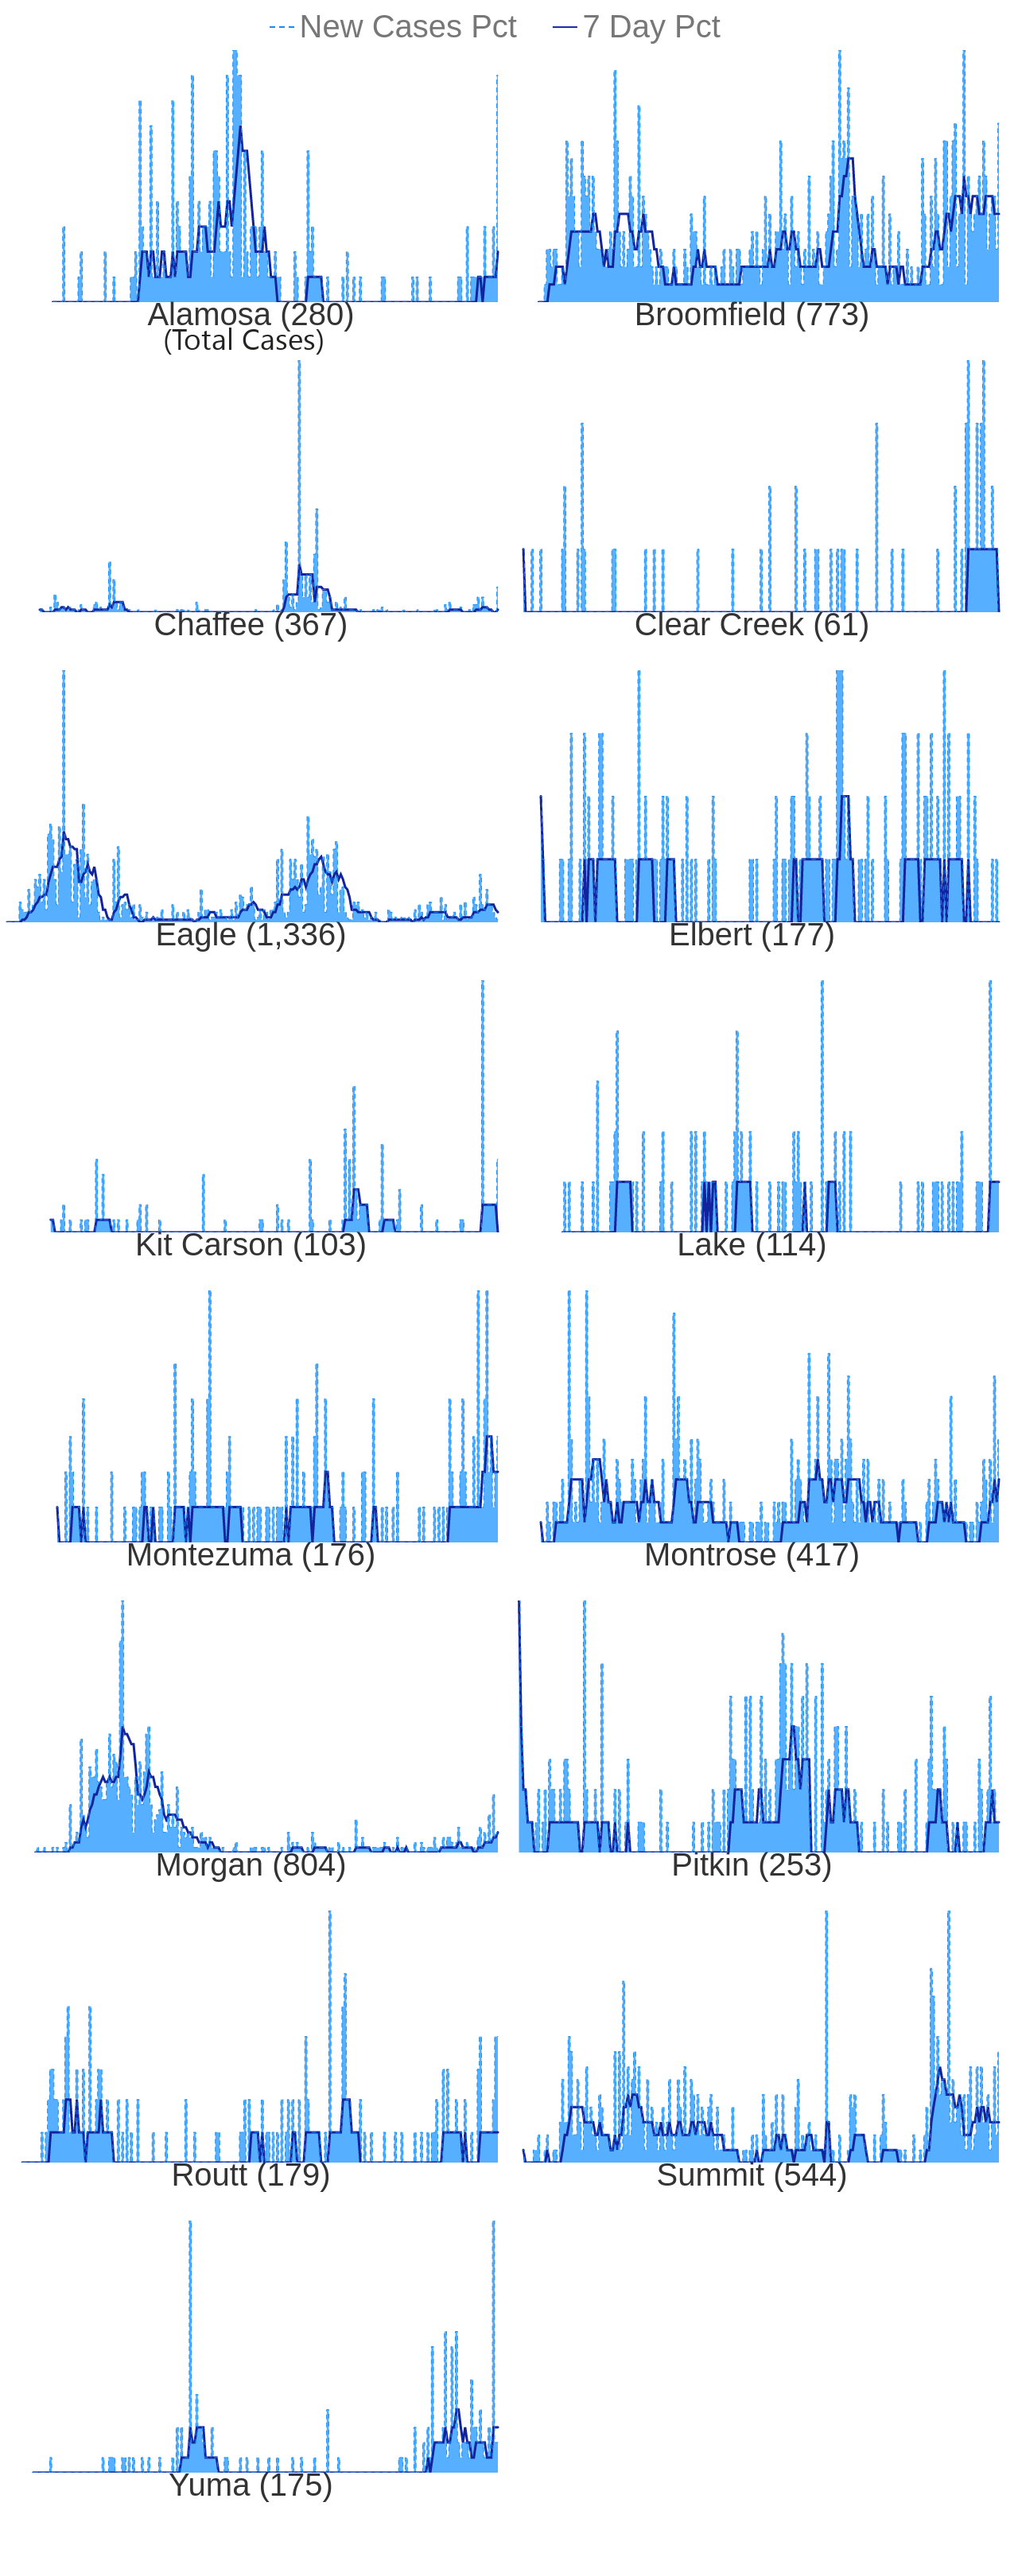 New Cases Pct 7 Day Pct
Alamosa (280) Broomfield (773)
(Total Cases)
Chaffee (367) Clear Creek (61)
Eagle (1,336) Elbert (177)
Kit Carson (103) Lake (114)
Montezuma (176) Montrose (417)
Morgan (804) Pitkin (253)
Routt (179) Summit (544)
Yuma (175)